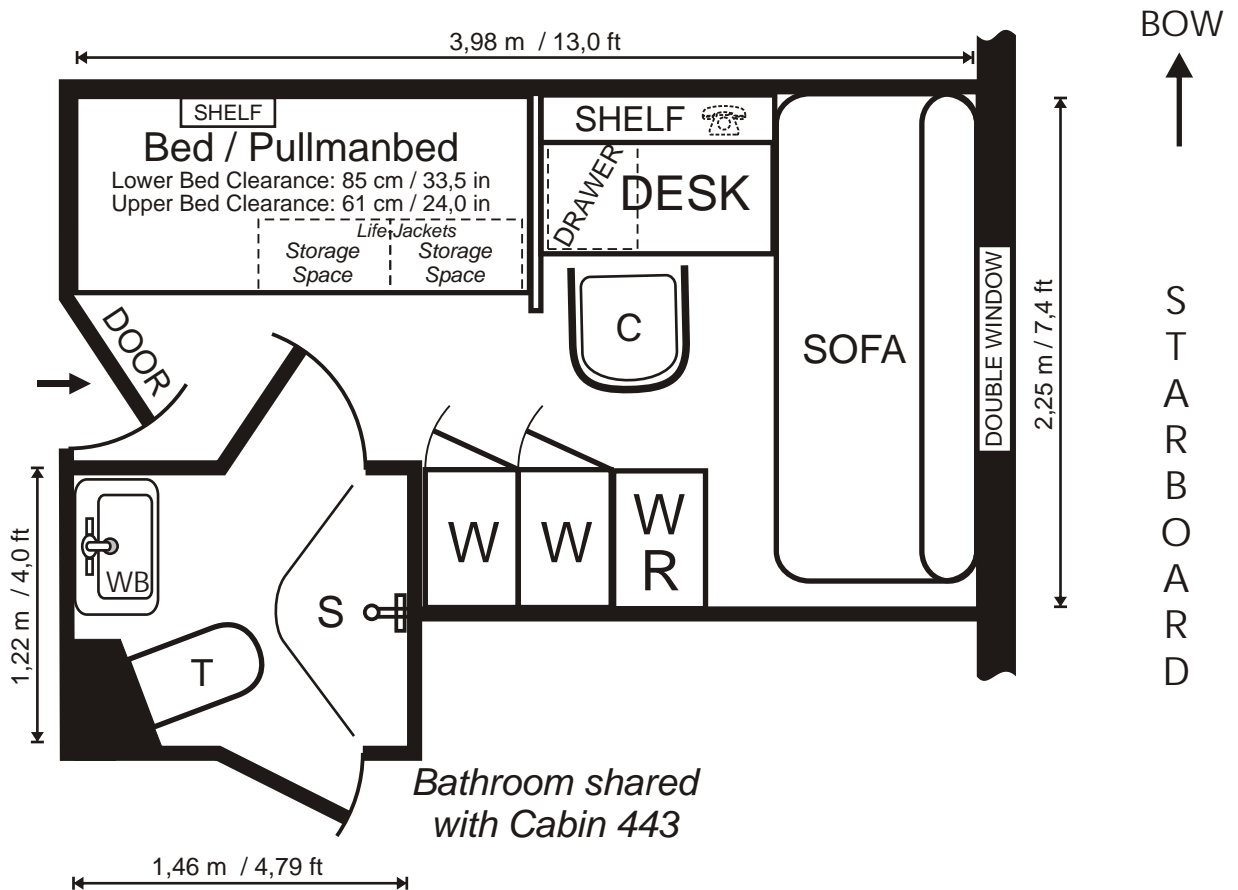 BOW
3,98 m / 13,0 ft
SHELF
Bed / Pullmanbed
Lower Bed Clearance: 85 cm / 33,5 in
Upper Bed Clearance: 61 cm / 24,0 in
Life-Jackets
Storage
Space
Storage
Space
SHELF
DRAWER
DESK
DOOR
C
SOFA
DOUBLE WINDOW
2,25 m / 7,4 ft
STARBOARD
W
W
W
R
1,22 m / 4,0 ft
WB
S
T
Bathroom shared
with Cabin 443
1,46 m / 4,79 ft